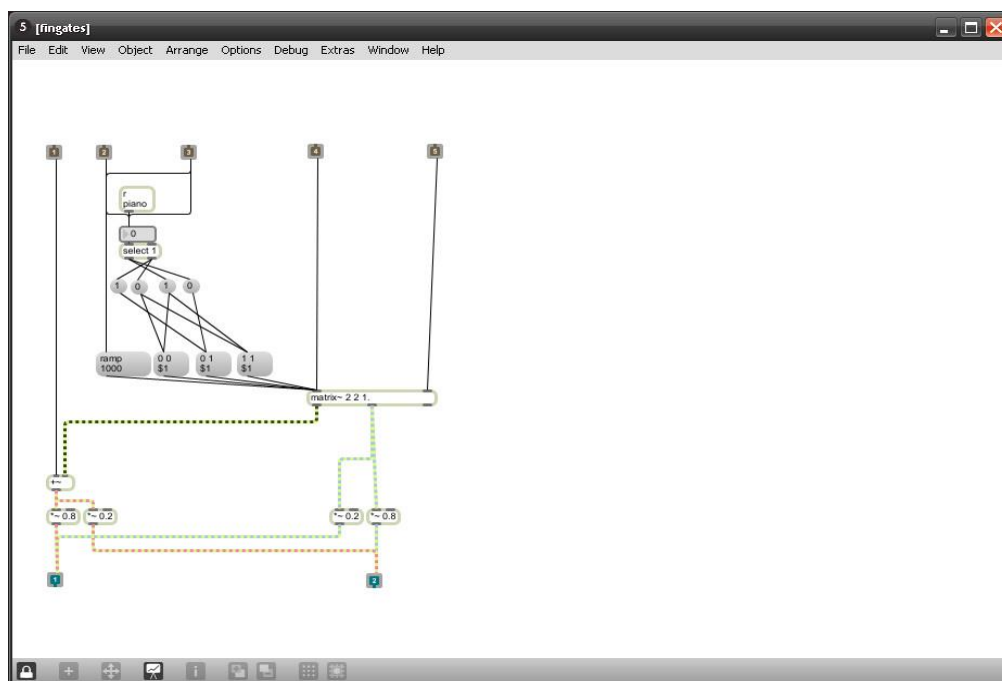 5 [fingates]
File Edit View Object Arrange Options Debug Extras Window Help
1 2 3 4 5
r
piano
0
select 1
1 0 1 0
ramp
1000
0 0
$1
0 1
$1
1 1
$1
matrix~ 2 2 1.
+~
*~ 0.8 *~ 0.2 *~ 0.2 *~ 0.8
1 2